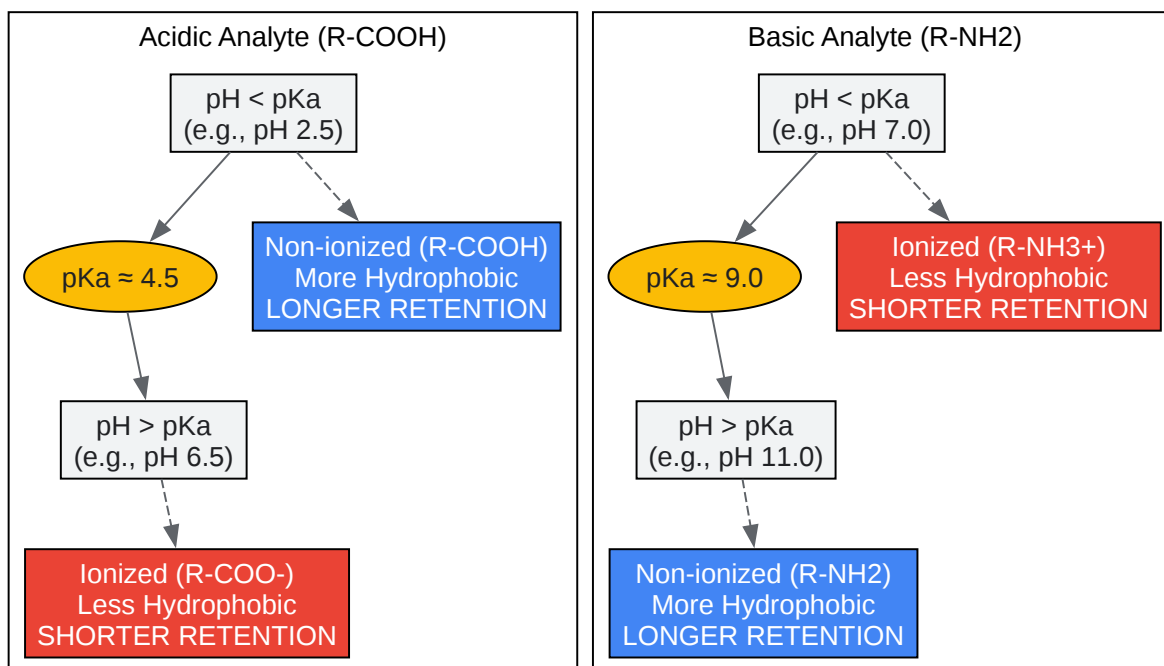 Acidic Analyte (R-COOH)
pH < pKa
(e.g., pH 2.5)
Non-ionized (R-COOH)
More Hydrophobic
LONGER RETENTION
pKa ≈ 4.5
pH > pKa
(e.g., pH 6.5)
Ionized (R-COO-)
Less Hydrophobic
SHORTER RETENTION
Basic Analyte (R-NH2)
pH < pKa
(e.g., pH 7.0)
Ionized (R-NH3+)
Less Hydrophobic
SHORTER RETENTION
pKa ≈ 9.0
pH > pKa
(e.g., pH 11.0)
Non-ionized (R-NH2)
More Hydrophobic
LONGER RETENTION